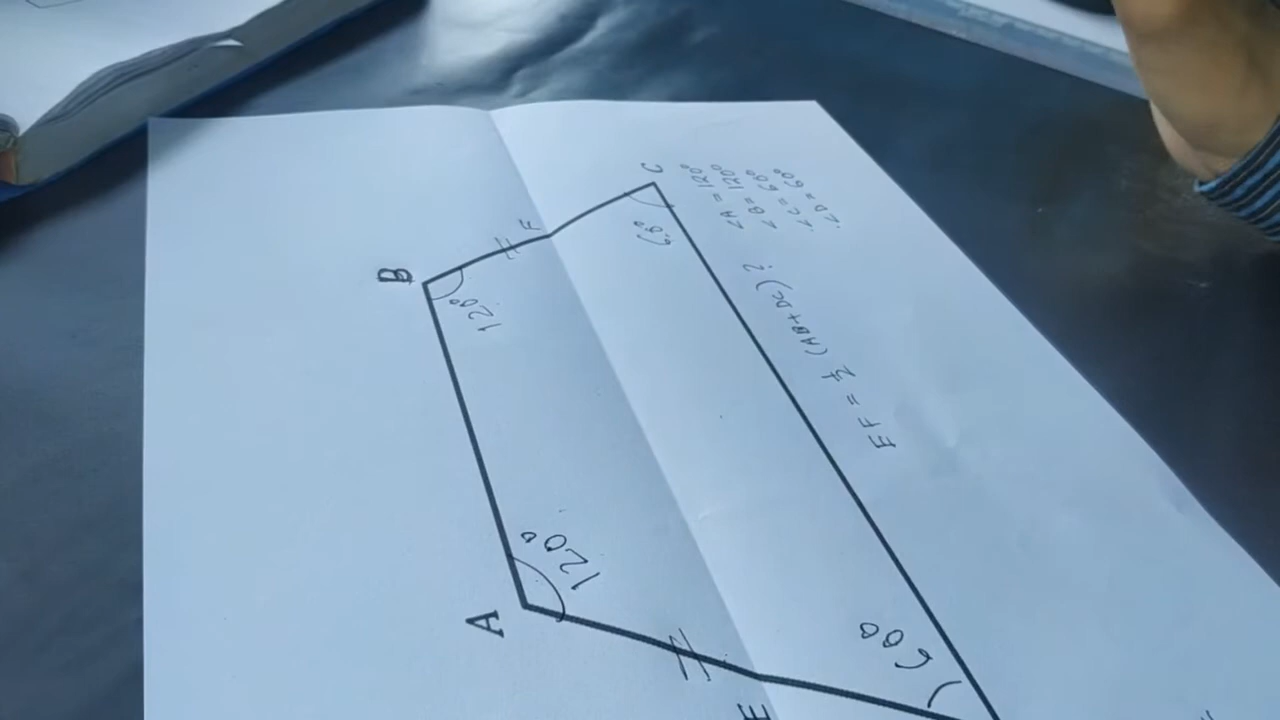 B
120°
F
C
60°
∠A = 120°
∠B = 120°
∠C = 60°
∠D = 60°
EF = ½ (AB+DC) ?
A
120°
E
60°